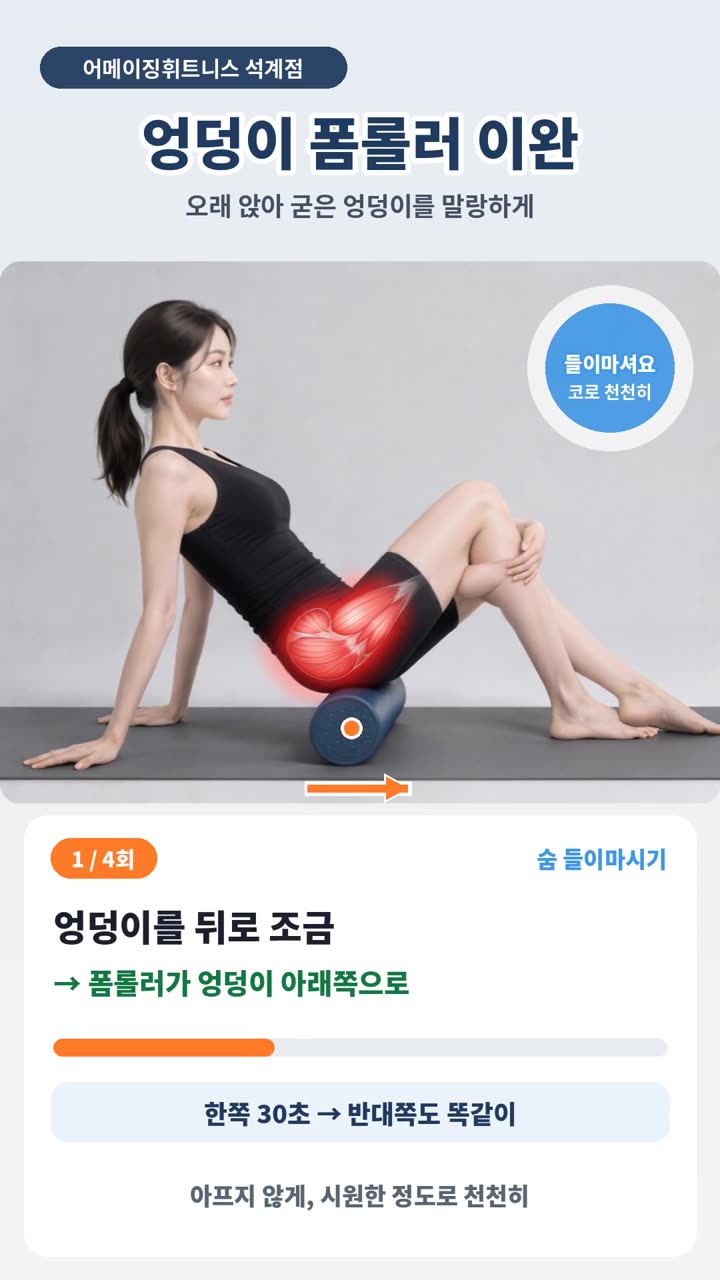 어메이징휘트니스 석계점
엉덩이 폼롤러 이완
오래 앉아 굳은 엉덩이를 말랑하게
들이마셔요
코로 천천히
1 / 4회
숨 들이마시기
엉덩이를 뒤로 조금
→ 폼롤러가 엉덩이 아래쪽으로
한쪽 30초 → 반대쪽도 똑같이
아프지 않게, 시원한 정도로 천천히